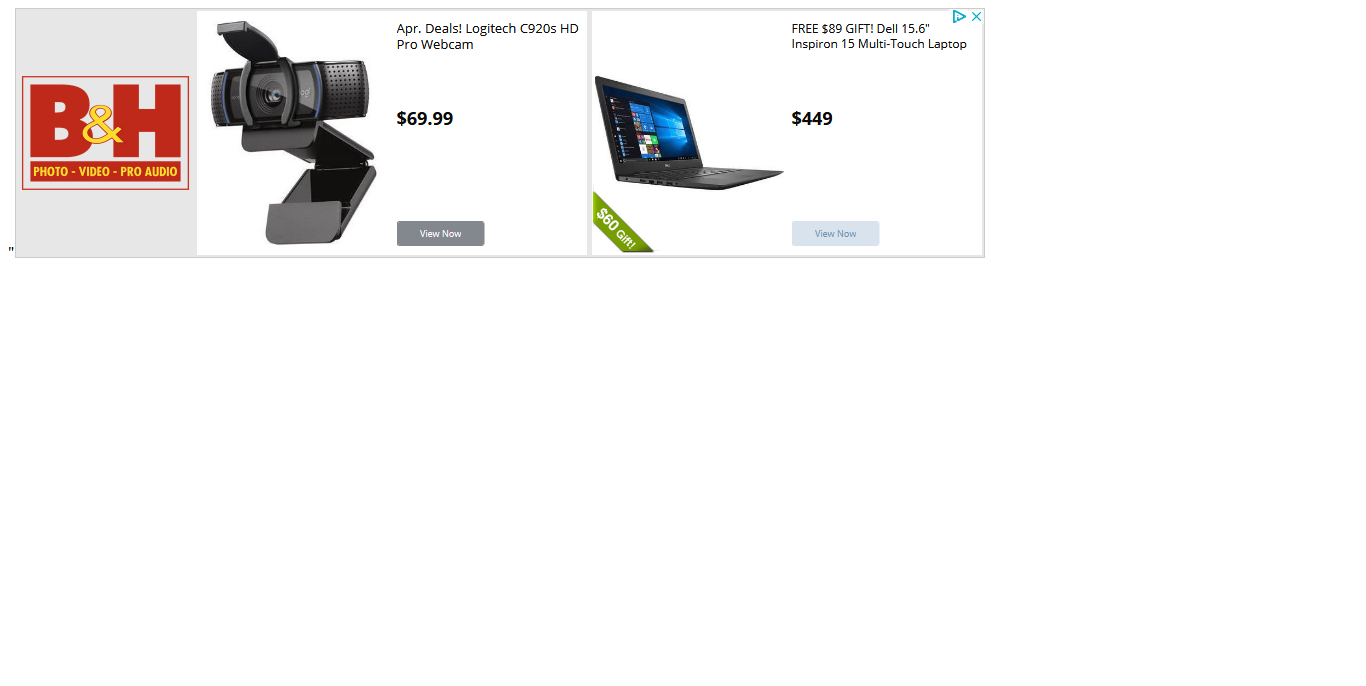 B&H
PHOTO - VIDEO - PRO AUDIO
Apr. Deals! Logitech C920s HD
Pro Webcam
$69.99
View Now
FREE $89 GIFT! Dell 15.6"
Inspiron 15 Multi-Touch Laptop
$449
$60 Gift!
View Now
"